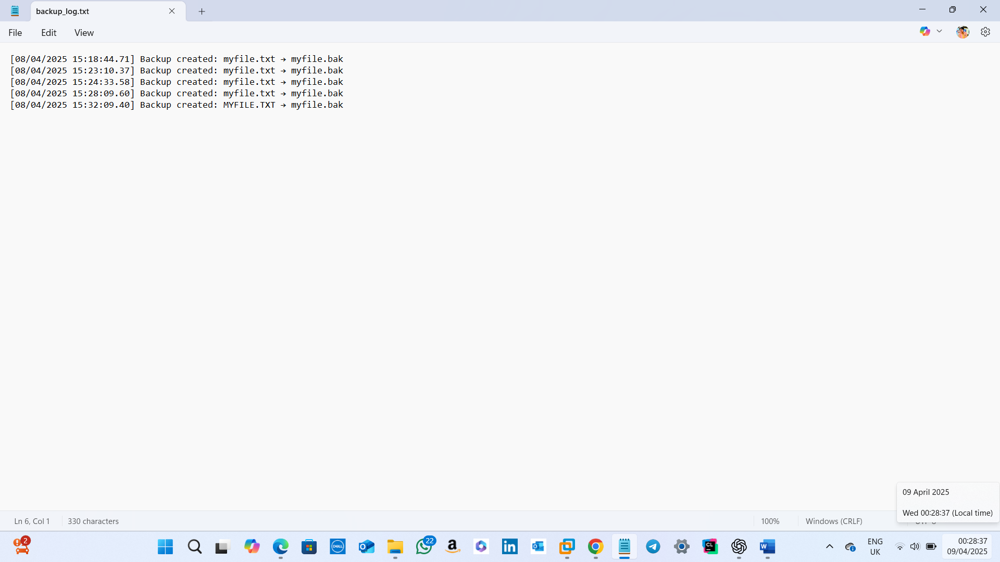 backup_log.txt
File Edit View
[08/04/2025 15:18:44.71] Backup created: myfile.txt → myfile.bak
[08/04/2025 15:23:10.37] Backup created: myfile.txt → myfile.bak
[08/04/2025 15:24:33.58] Backup created: myfile.txt → myfile.bak
[08/04/2025 15:28:09.60] Backup created: myfile.txt → myfile.bak
[08/04/2025 15:32:09.40] Backup created: MYFILE.TXT → myfile.bak
09 April 2025
Wed 00:28:37 (Local time)
Ln 6, Col 1 330 characters 100% Windows (CRLF)
2 DELL 22 a in CL W ENG 00:28:37
UK 09/04/2025